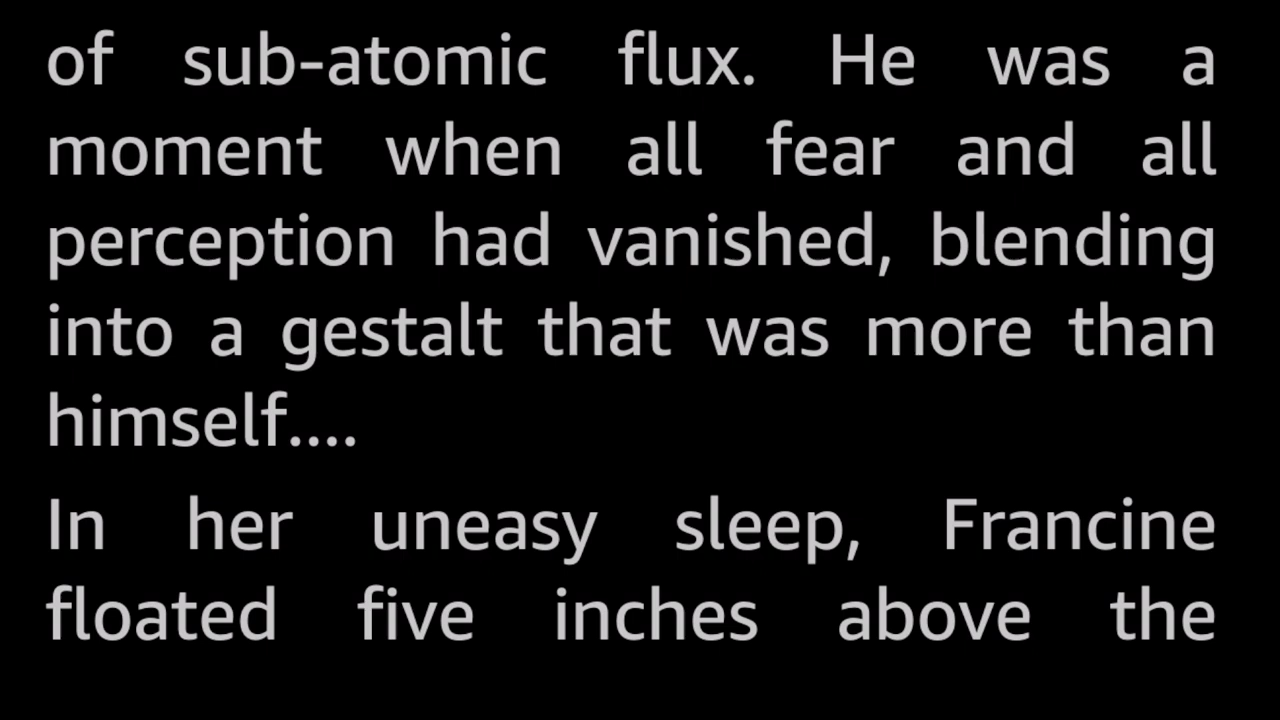 of sub-atomic flux. He was a
moment when all fear and all
perception had vanished, blending
into a gestalt that was more than
himself....
In her uneasy sleep, Francine
floated five inches above the